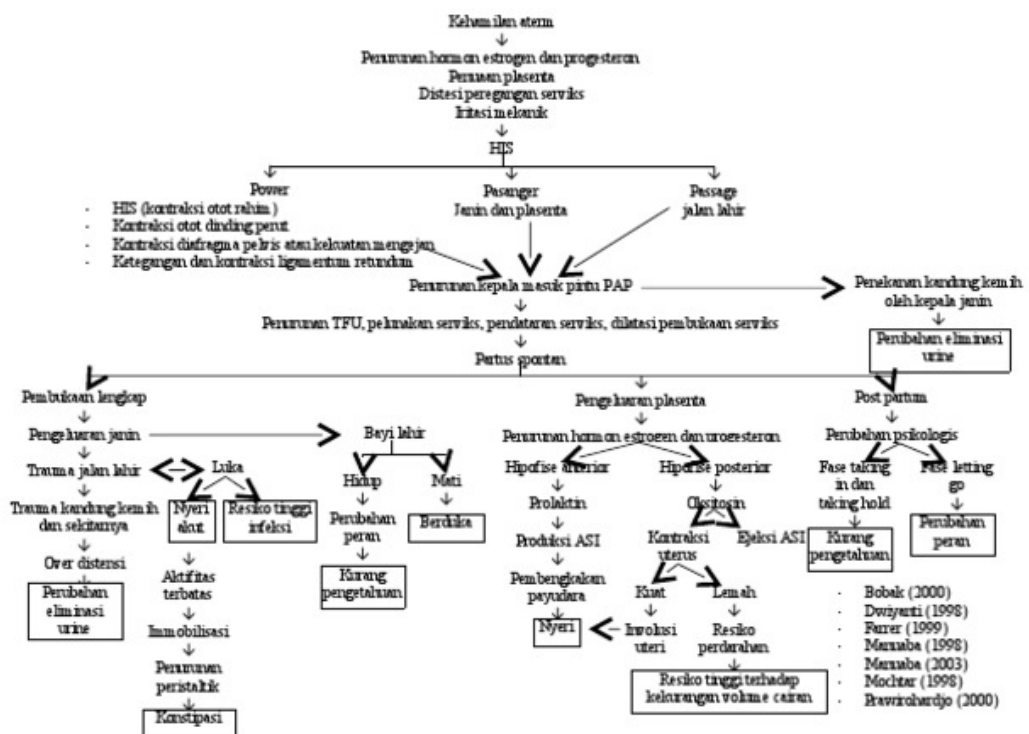 Kehamilan aterm
Penurunan hormon estrogen dan progesteron
Penuaan plasenta
Distesi peregangan serviks
Iritasi mekanik
HIS
Power
- HIS (kontraksi otot rahim)
- Kontraksi otot dinding perut
- Kontraksi diafragma pelvis atau kekuatan mengejan
- Ketegangan dan kontraksi ligamentum retundum
Pasanger
Janin dan plasenta
Passage
jalan lahir
Penurunan kepala masuk pintu PAP
Penekanan kandung kemih
oleh kepala janin
Perubahan eliminasi
urine
Penurunan TFU, pelunakan serviks, pendataran serviks, dilatasi pembukaan serviks
Partus spontan
Pembukaan lengkap
Pengeluaran janin
Trauma jalan lahir
Trauma kandung kemih
dan sekitarnya
Over distensi
Perubahan
eliminasi
urine
Luka
Nyeri
akut
Resiko tinggi
infeksi
Aktifitas
terbatas
Immobilisasi
Penurunan
peristaltik
Konstipasi
Bayi lahir
Hidup
Perubahan
peran
Kurang
pengetahuan
Mati
Berduka
Pengeluaran plasenta
Penurunan hormon estrogen dan progesteron
Hipofise anterior
Prolaktin
Produksi ASI
Pembengkakan
payudara
Nyeri
Hipofise posterior
Oksitosin
Kontraksi
uterus
Ejeksi ASI
Kuat
Involusi
uteri
Lemah
Resiko
perdarahan
Resiko tinggi terhadap
kekurangan volume cairan
Post partum
Perubahan psikologis
Fase taking
in dan
taking hold
Kurang
pengetahuan
Fase letting
go
Perubahan
peran
- Bobak (2000)
- Dwiyanti (1998)
- Farrer (1999)
- Manuaba (1998)
- Manuaba (2003)
- Mochtar (1998)
- Prawirohardjo (2000)